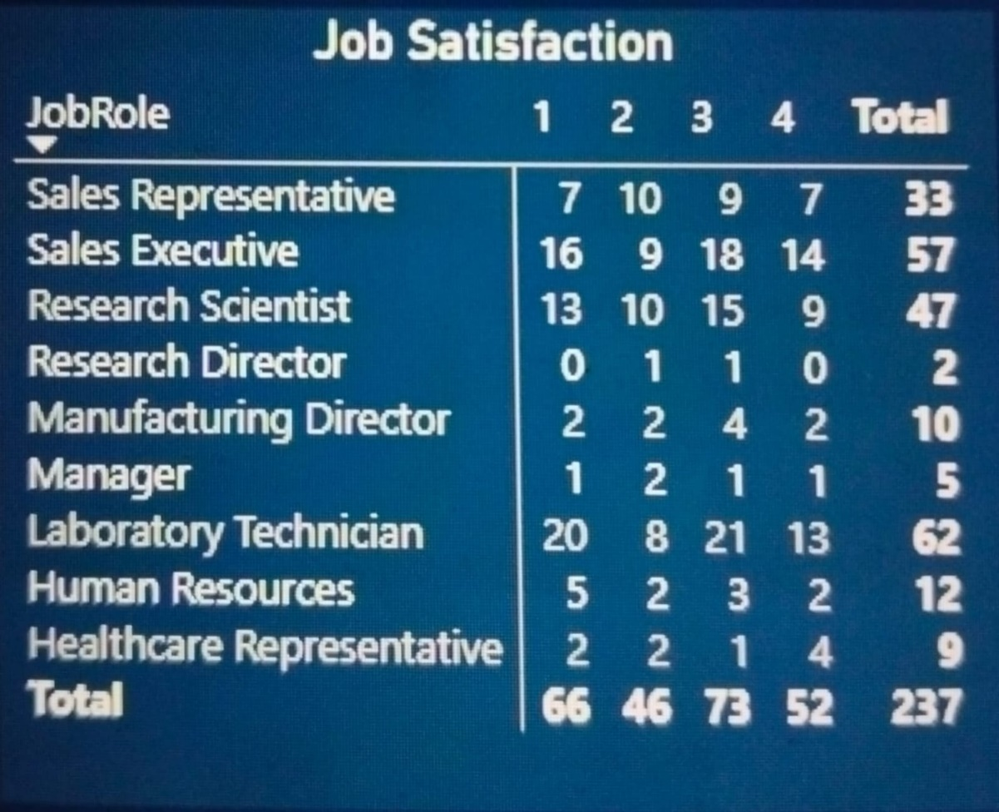 Job Satisfaction
JobRole 1 2 3 4 Total
Sales Representative 7 10 9 7 33
Sales Executive 16 9 18 14 57
Research Scientist 13 10 15 9 47
Research Director 0 1 1 0 2
Manufacturing Director 2 2 4 2 10
Manager 1 2 1 1 5
Laboratory Technician 20 8 21 13 62
Human Resources 5 2 3 2 12
Healthcare Representative 2 2 1 4 9
Total 66 46 73 52 237